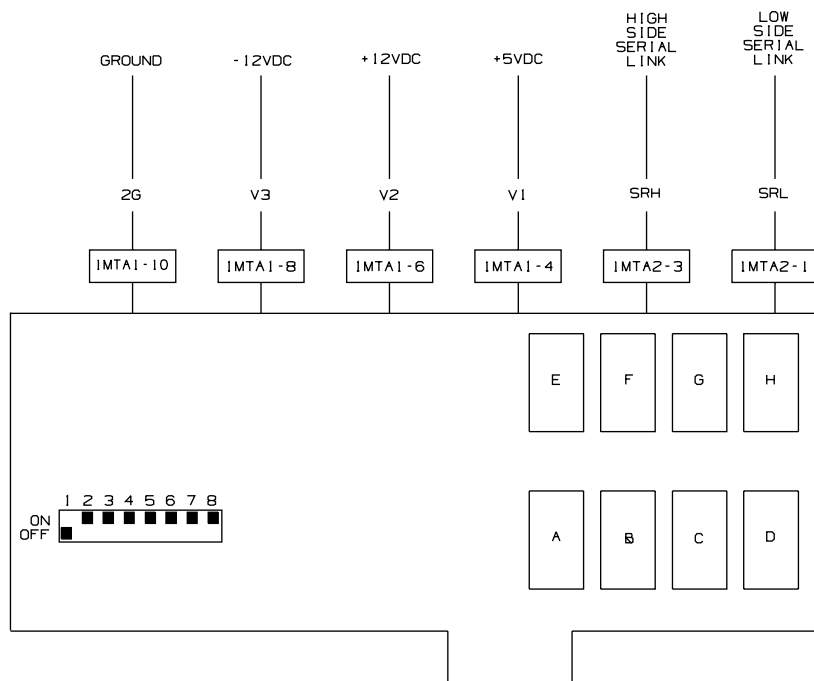 GROUND
-12VDC
+12VDC
+5VDC
HIGH
SIDE
SERIAL
LINK
LOW
SIDE
SERIAL
LINK
2G
V3
V2
V1
SRH
SRL
1MTA1-10
1MTA1-8
1MTA1-6
1MTA1-4
1MTA2-3
1MTA2-1
E
F
G
H
1 2 3 4 5 6 7 8
ON
OFF
A
C
D